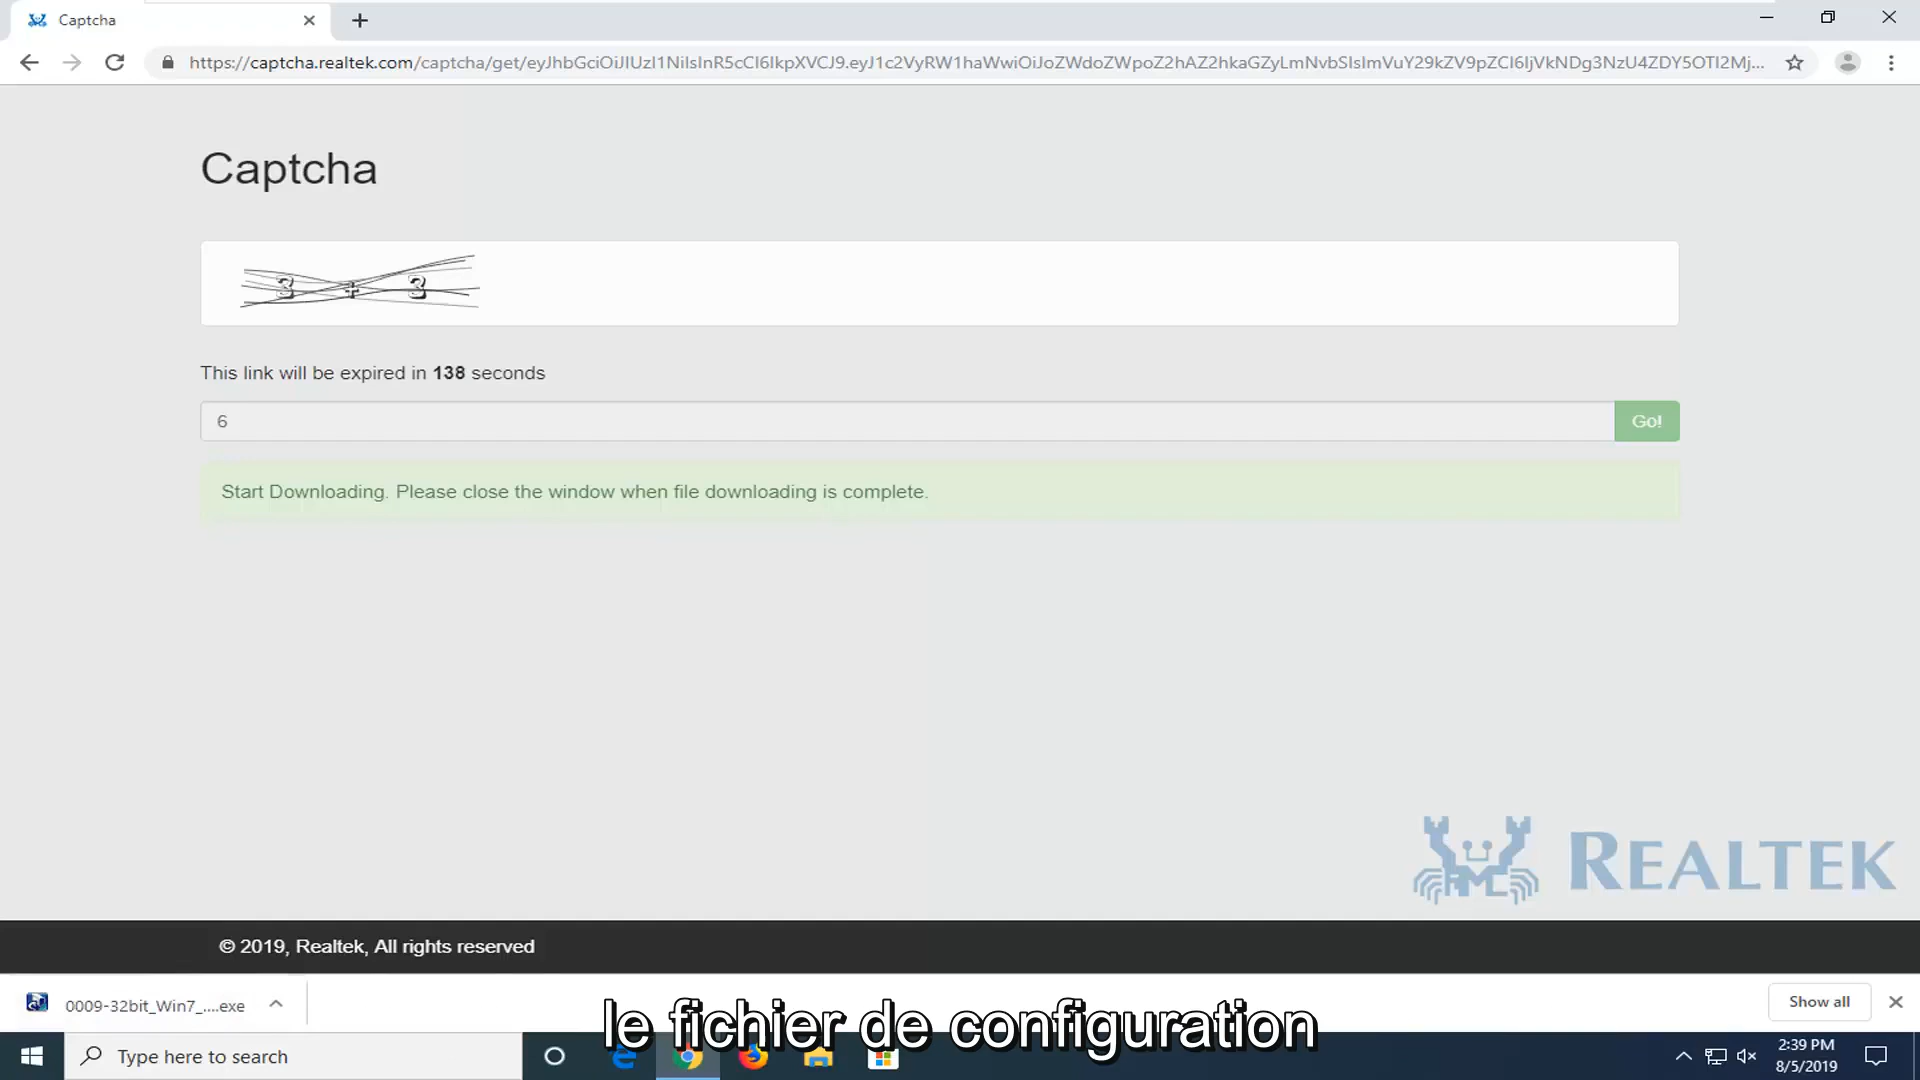 Captcha
https://captcha.realtek.com/captcha/get/eyJhbGciOiJIUzI1NiIsInR5cCI6IkpXVCJ9.eyJ1c2VyRW1haWwiOiJoZWdoZWpoZ2hAZ2hkaGZyLmNvbSIsImVuY29kZV9pZCI6IjVkNDg3NzU4ZDY5OTI2Mj...
Captcha
3 + 3
This link will be expired in 138 seconds
6
Go!
Start Downloading. Please close the window when file downloading is complete.
REALTEK
© 2019, Realtek, All rights reserved
0009-32bit_Win7_....exe
Show all
le fichier de configuration
Type here to search
2:39 PM
8/5/2019